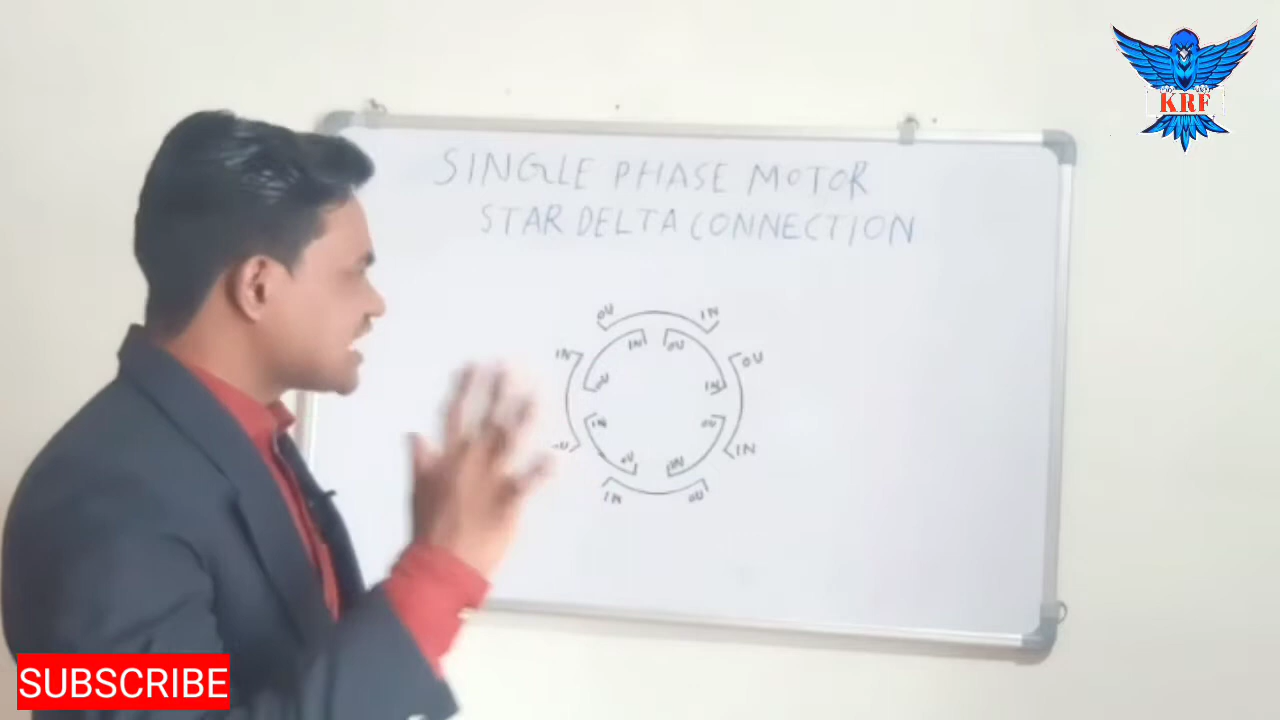 KRF
SINGLE PHASE MOTOR
STAR DELTA CONNECTION
OU IN
IN IN OU OU
OU IN
IN OU
OU OU IN IN
IN OU
SUBSCRIBE